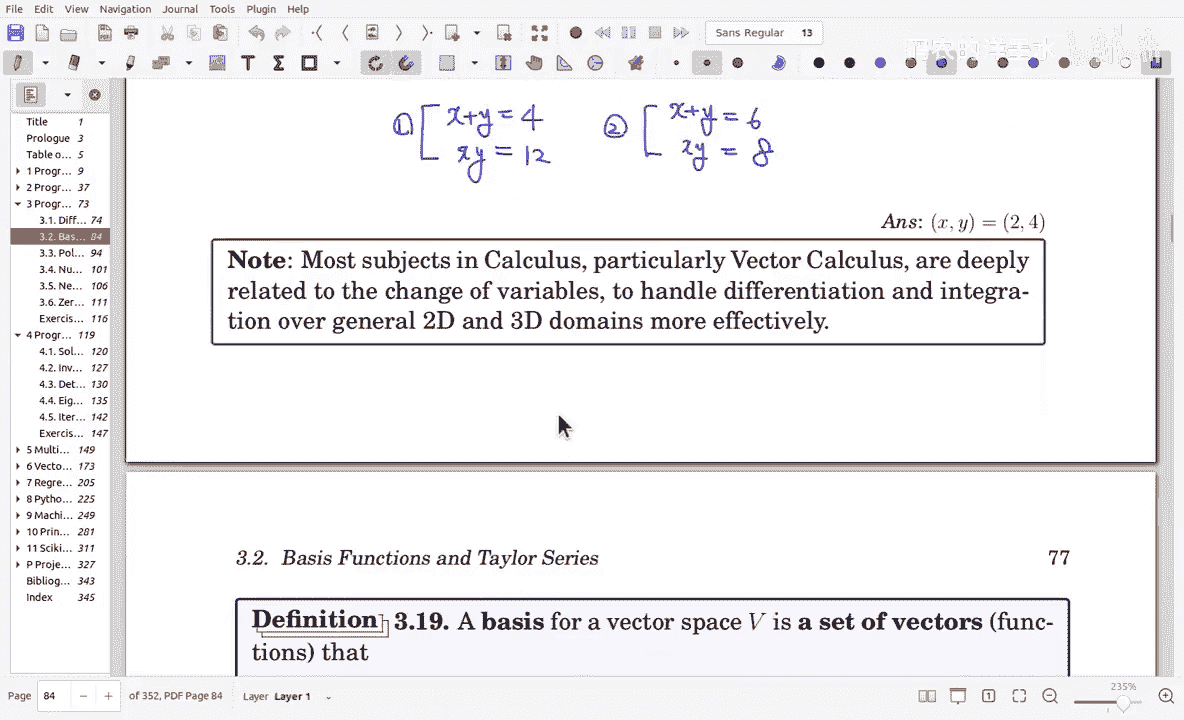 File Edit View Navigation Journal Tools Plugin Help
Sans Regular 13
Title 1
Prologue 3
Table o... 5
1 Progr... 9
2 Progr... 37
3 Progr... 73
3.1. Diff... 74
3.2. Bas... 84
3.3. Pol... 94
3.4. Nu... 101
3.5. Ne... 106
3.6. Zer... 111
Exercis... 116
4 Progr... 119
4.1. Sol... 120
4.2. Inv... 127
4.3. Det... 130
4.4. Eig... 135
4.5. Iter... 142
Exercis... 147
5 Multi... 149
6 Vecto... 173
7 Regre... 205
8 Pytho... 225
9 Machi... 249
10 Prin... 281
11 Sciki... 311
P Proje... 327
Bibliog... 343
Index 345
① x+y = 4 ② x+y = 6
xy = 12 xy = 8
Ans: (x, y) = (2, 4)
Note: Most subjects in Calculus, particularly Vector Calculus, are deeply
related to the change of variables, to handle differentiation and integra-
tion over general 2D and 3D domains more effectively.
3.2. Basis Functions and Taylor Series 77
Definition 3.19. A basis for a vector space V is a set of vectors (func-
tions) that
Page 84 of 352, PDF Page 84 Layer Layer 1 235%